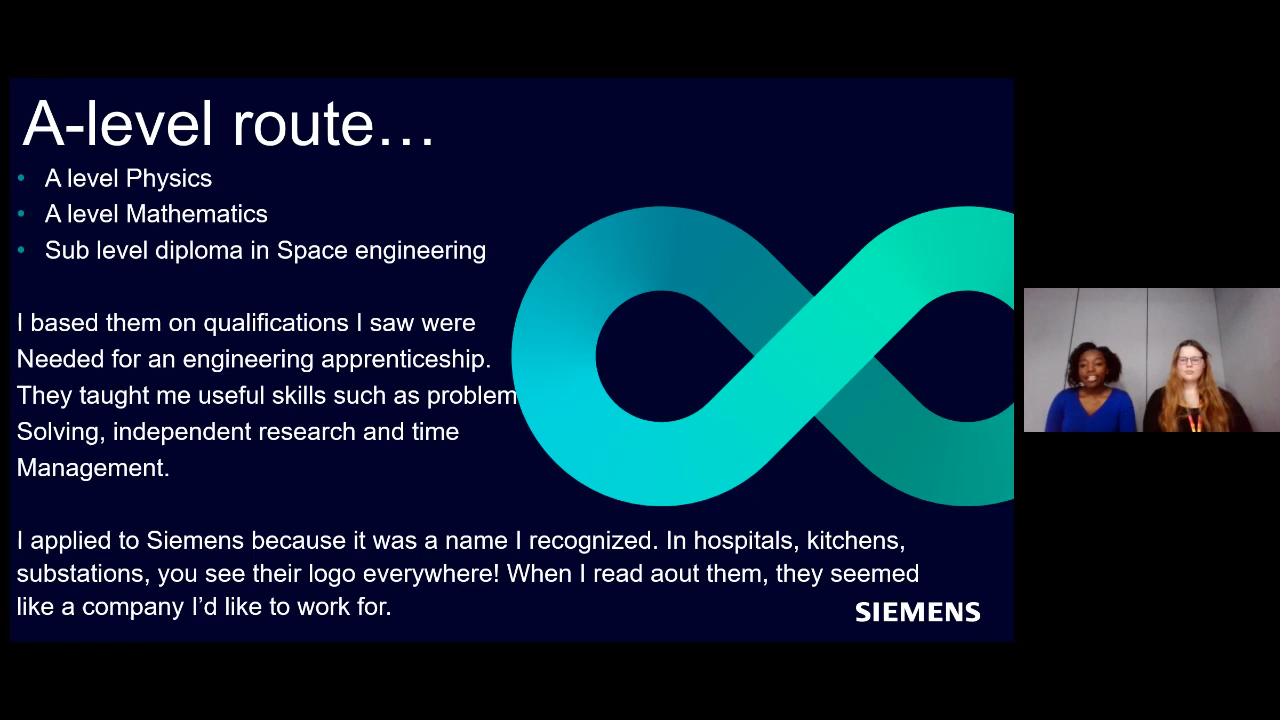 A-level route…
• A level Physics
• A level Mathematics
• Sub level diploma in Space engineering
I based them on qualifications I saw were
Needed for an engineering apprenticeship.
They taught me useful skills such as problem
Solving, independent research and time
Management.
I applied to Siemens because it was a name I recognized. In hospitals, kitchens,
substations, you see their logo everywhere! When I read aout them, they seemed
like a company I’d like to work for.
SIEMENS